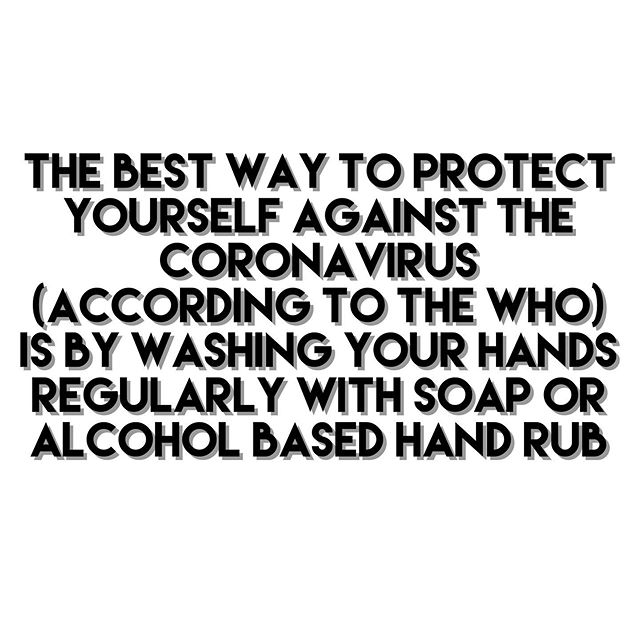 THE BEST WAY TO PROTECT
YOURSELF AGAINST THE
CORONAVIRUS
(ACCORDING TO THE WHO)
IS BY WASHING YOUR HANDS
REGULARLY WITH SOAP OR
ALCOHOL BASED HAND RUB